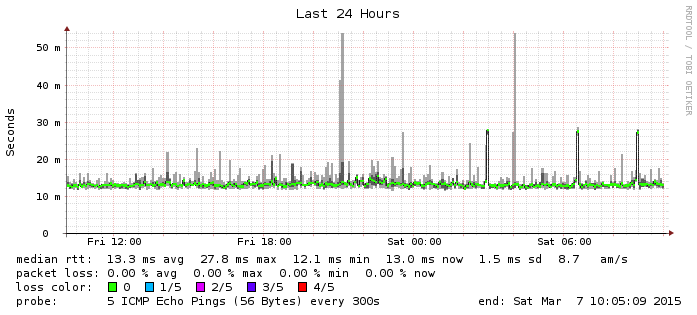 Last 24 Hours
RRDTOOL / TOBI OETIKER
Seconds
50 m
40 m
30 m
20 m
10 m
0
Fri 12:00 Fri 18:00 Sat 00:00 Sat 06:00
median rtt: 13.3 ms avg 27.8 ms max 12.1 ms min 13.0 ms now 1.5 ms sd 8.7 am/s
packet loss: 0.00 % avg 0.00 % max 0.00 % min 0.00 % now
loss color: 0 1/5 2/5 3/5 4/5
probe: 5 ICMP Echo Pings (56 Bytes) every 300s end: Sat Mar 7 10:05:09 2015